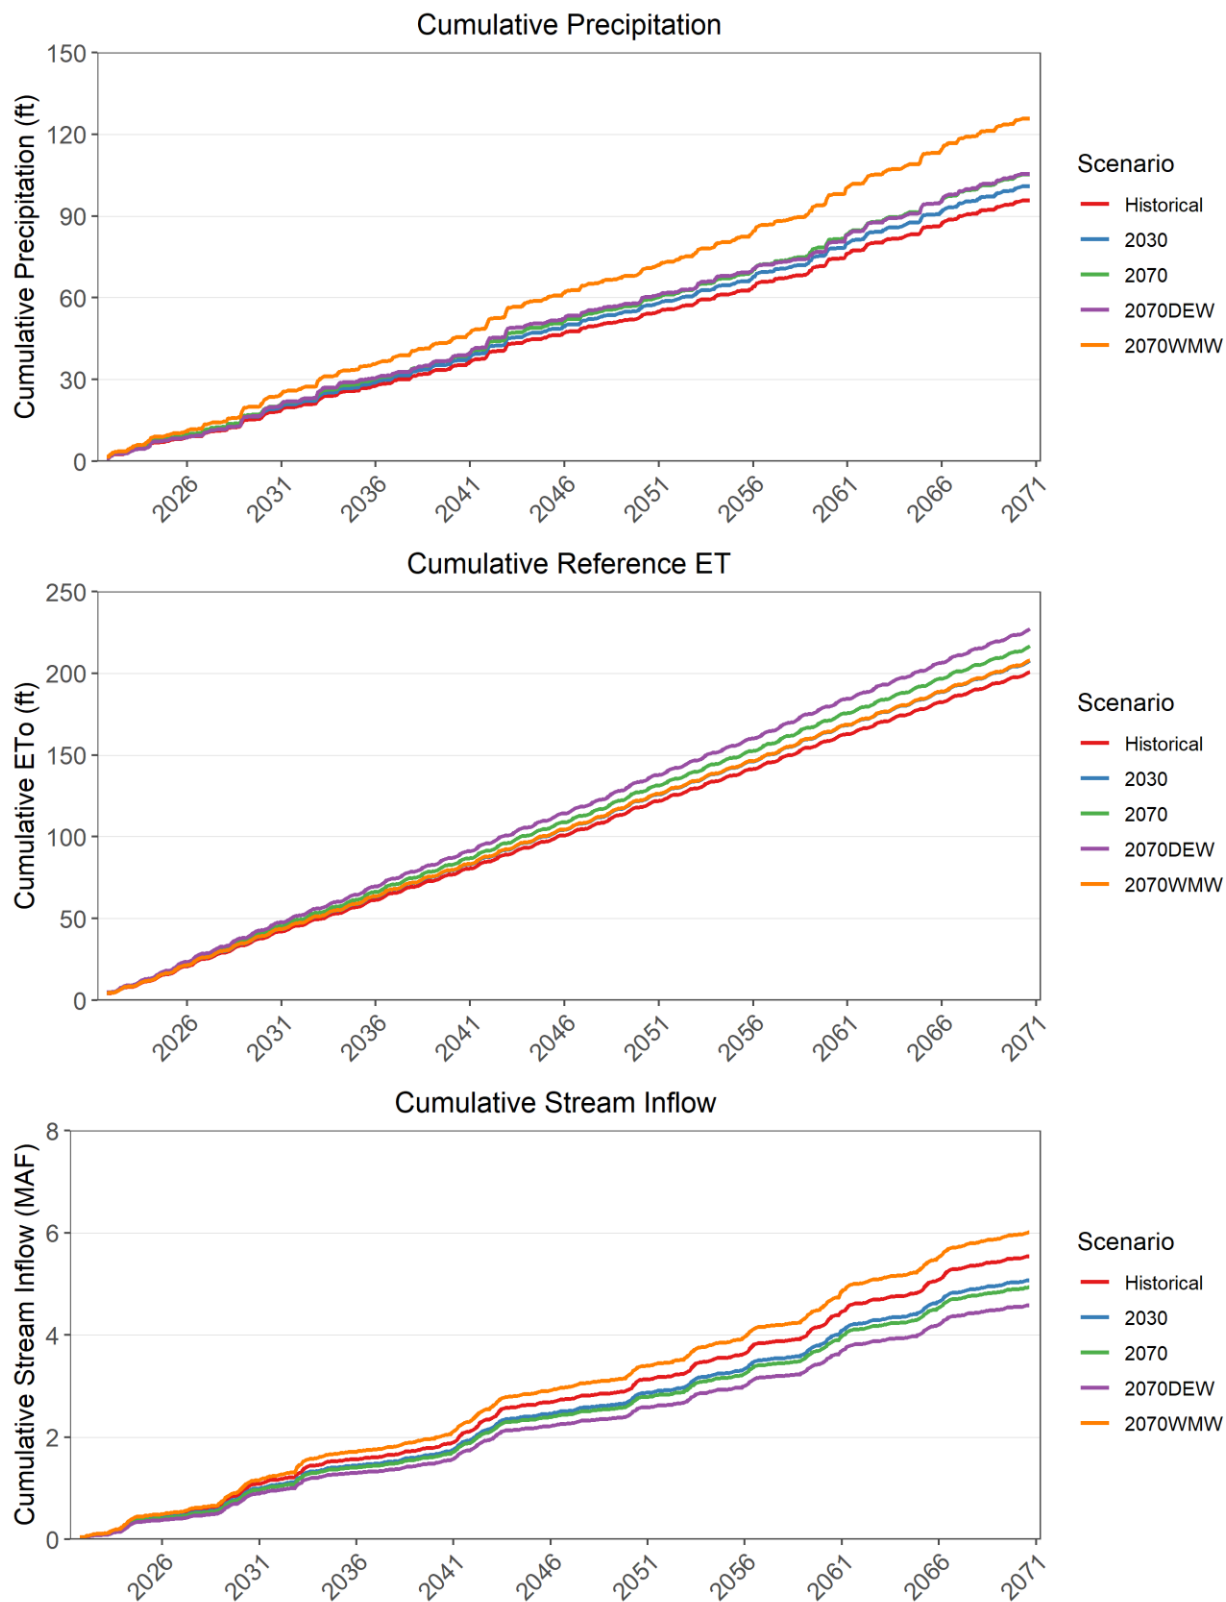 Cumulative Precipitation
Cumulative Precipitation (ft)
150
120
90
60
30
0
2026
2031
2036
2041
2046
2051
2056
2061
2066
2071
Scenario
Historical
2030
2070
2070DEW
2070WMW
Cumulative Reference ET
Cumulative ETo (ft)
250
200
150
100
50
0
2026
2031
2036
2041
2046
2051
2056
2061
2066
2071
Scenario
Historical
2030
2070
2070DEW
2070WMW
Cumulative Stream Inflow
Cumulative Stream Inflow (MAF)
8
6
4
2
0
2026
2031
2036
2041
2046
2051
2056
2061
2066
2071
Scenario
Historical
2030
2070
2070DEW
2070WMW